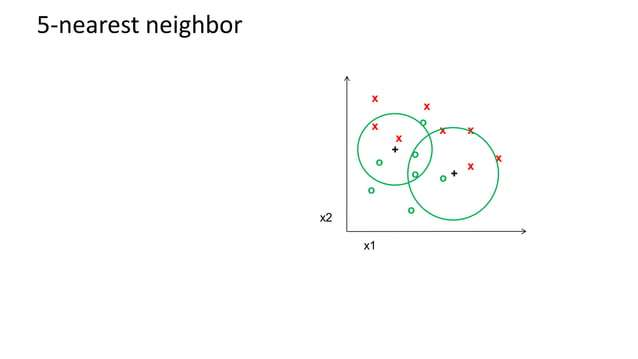 5-nearest neighbor
x x
x o
x x x
+ o x
o o + x
o o
o
x2
x1